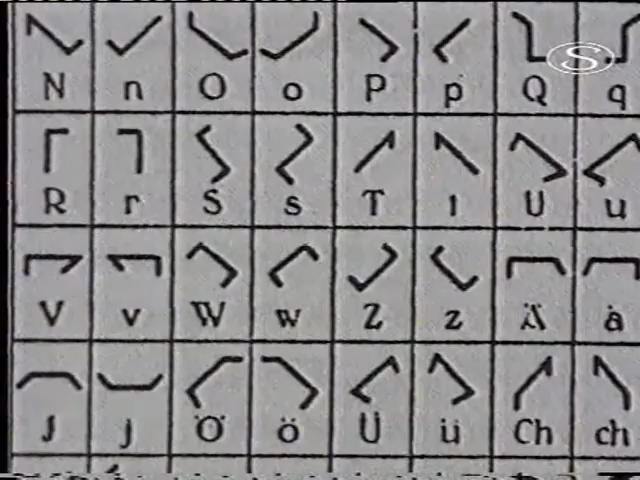 N n O o P p Q q
S
R r S s T t U u
V v W w Z z Ä ä
J j Ö ö Ü ü Ch ch